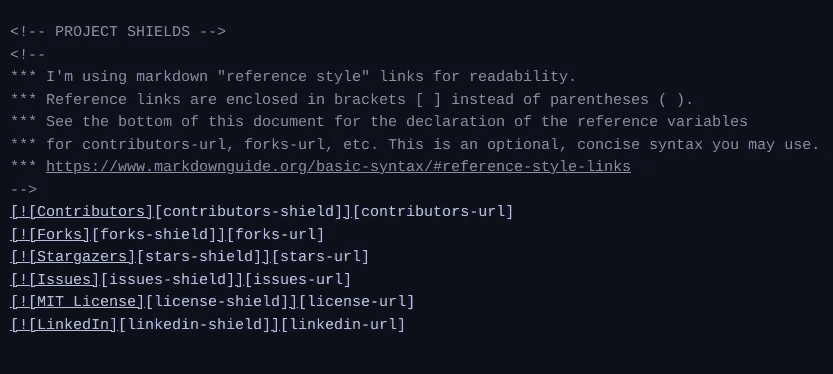 <!-- PROJECT SHIELDS -->
<!--
*** I'm using markdown "reference style" links for readability.
*** Reference links are enclosed in brackets [ ] instead of parentheses ( ).
*** See the bottom of this document for the declaration of the reference variables
*** for contributors-url, forks-url, etc. This is an optional, concise syntax you may use.
*** https://www.markdownguide.org/basic-syntax/#reference-style-links
-->
[![Contributors][contributors-shield]][contributors-url]
[![Forks][forks-shield]][forks-url]
[![Stargazers][stars-shield]][stars-url]
[![Issues][issues-shield]][issues-url]
[![MIT License][license-shield]][license-url]
[![LinkedIn][linkedin-shield]][linkedin-url]